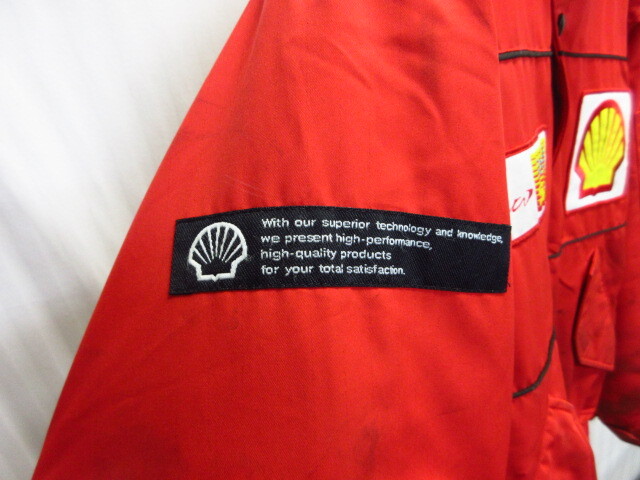 With our superior technology and knowledge,
we present high-performance,
high-quality products
for your total satisfaction.